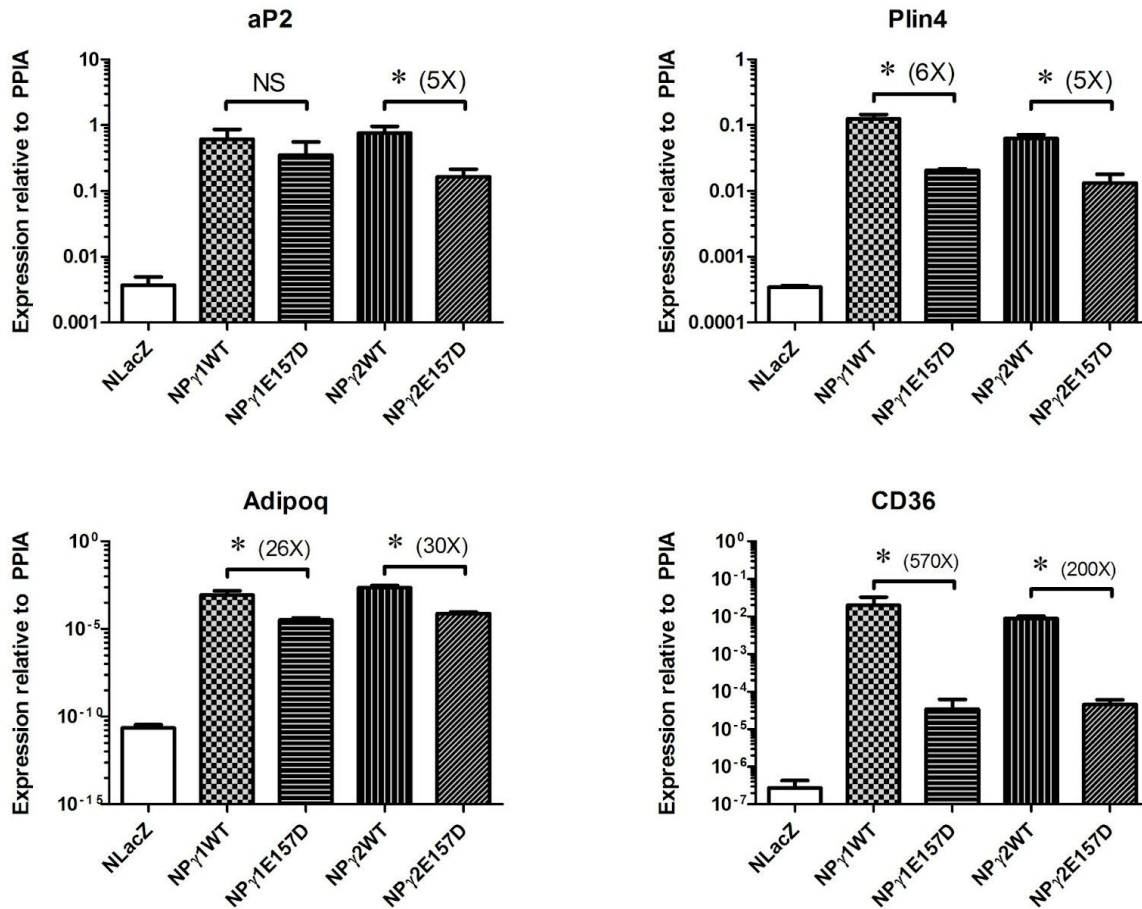 aP2
Expression relative to PPIA
10
1
0.1
0.01
0.001
NS
* (5X)
NLacZ
NPγ1WT
NPγ1E157D
NPγ2WT
NPγ2E157D
Plin4
Expression relative to PPIA
1
0.1
0.01
0.001
0.0001
* (6X)
* (5X)
NLacZ
NPγ1WT
NPγ1E157D
NPγ2WT
NPγ2E157D
Adipoq
Expression relative to PPIA
10⁰
10⁻⁵
10⁻¹⁰
10⁻¹⁵
* (26X)
* (30X)
NLacZ
NPγ1WT
NPγ1E157D
NPγ2WT
NPγ2E157D
CD36
Expression relative to PPIA
10⁰
10⁻¹
10⁻²
10⁻³
10⁻⁴
10⁻⁵
10⁻⁶
10⁻⁷
* (570X)
* (200X)
NLacZ
NPγ1WT
NPγ1E157D
NPγ2WT
NPγ2E157D